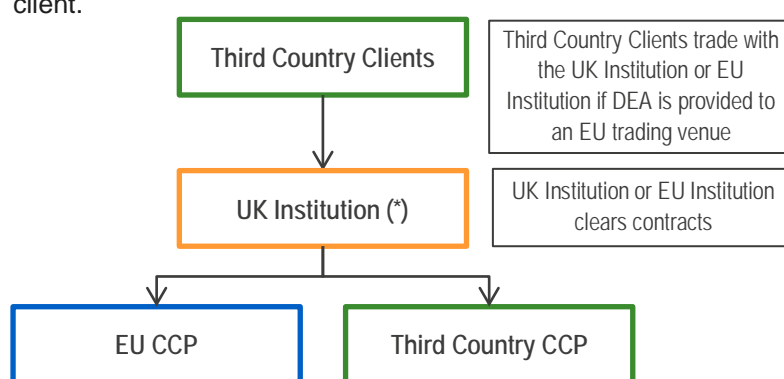 client.
Third Country Clients
Third Country Clients trade with
the UK Institution or EU
Institution if DEA is provided to
an EU trading venue
UK Institution (*)
UK Institution or EU Institution
clears contracts
EU CCP
Third Country CCP